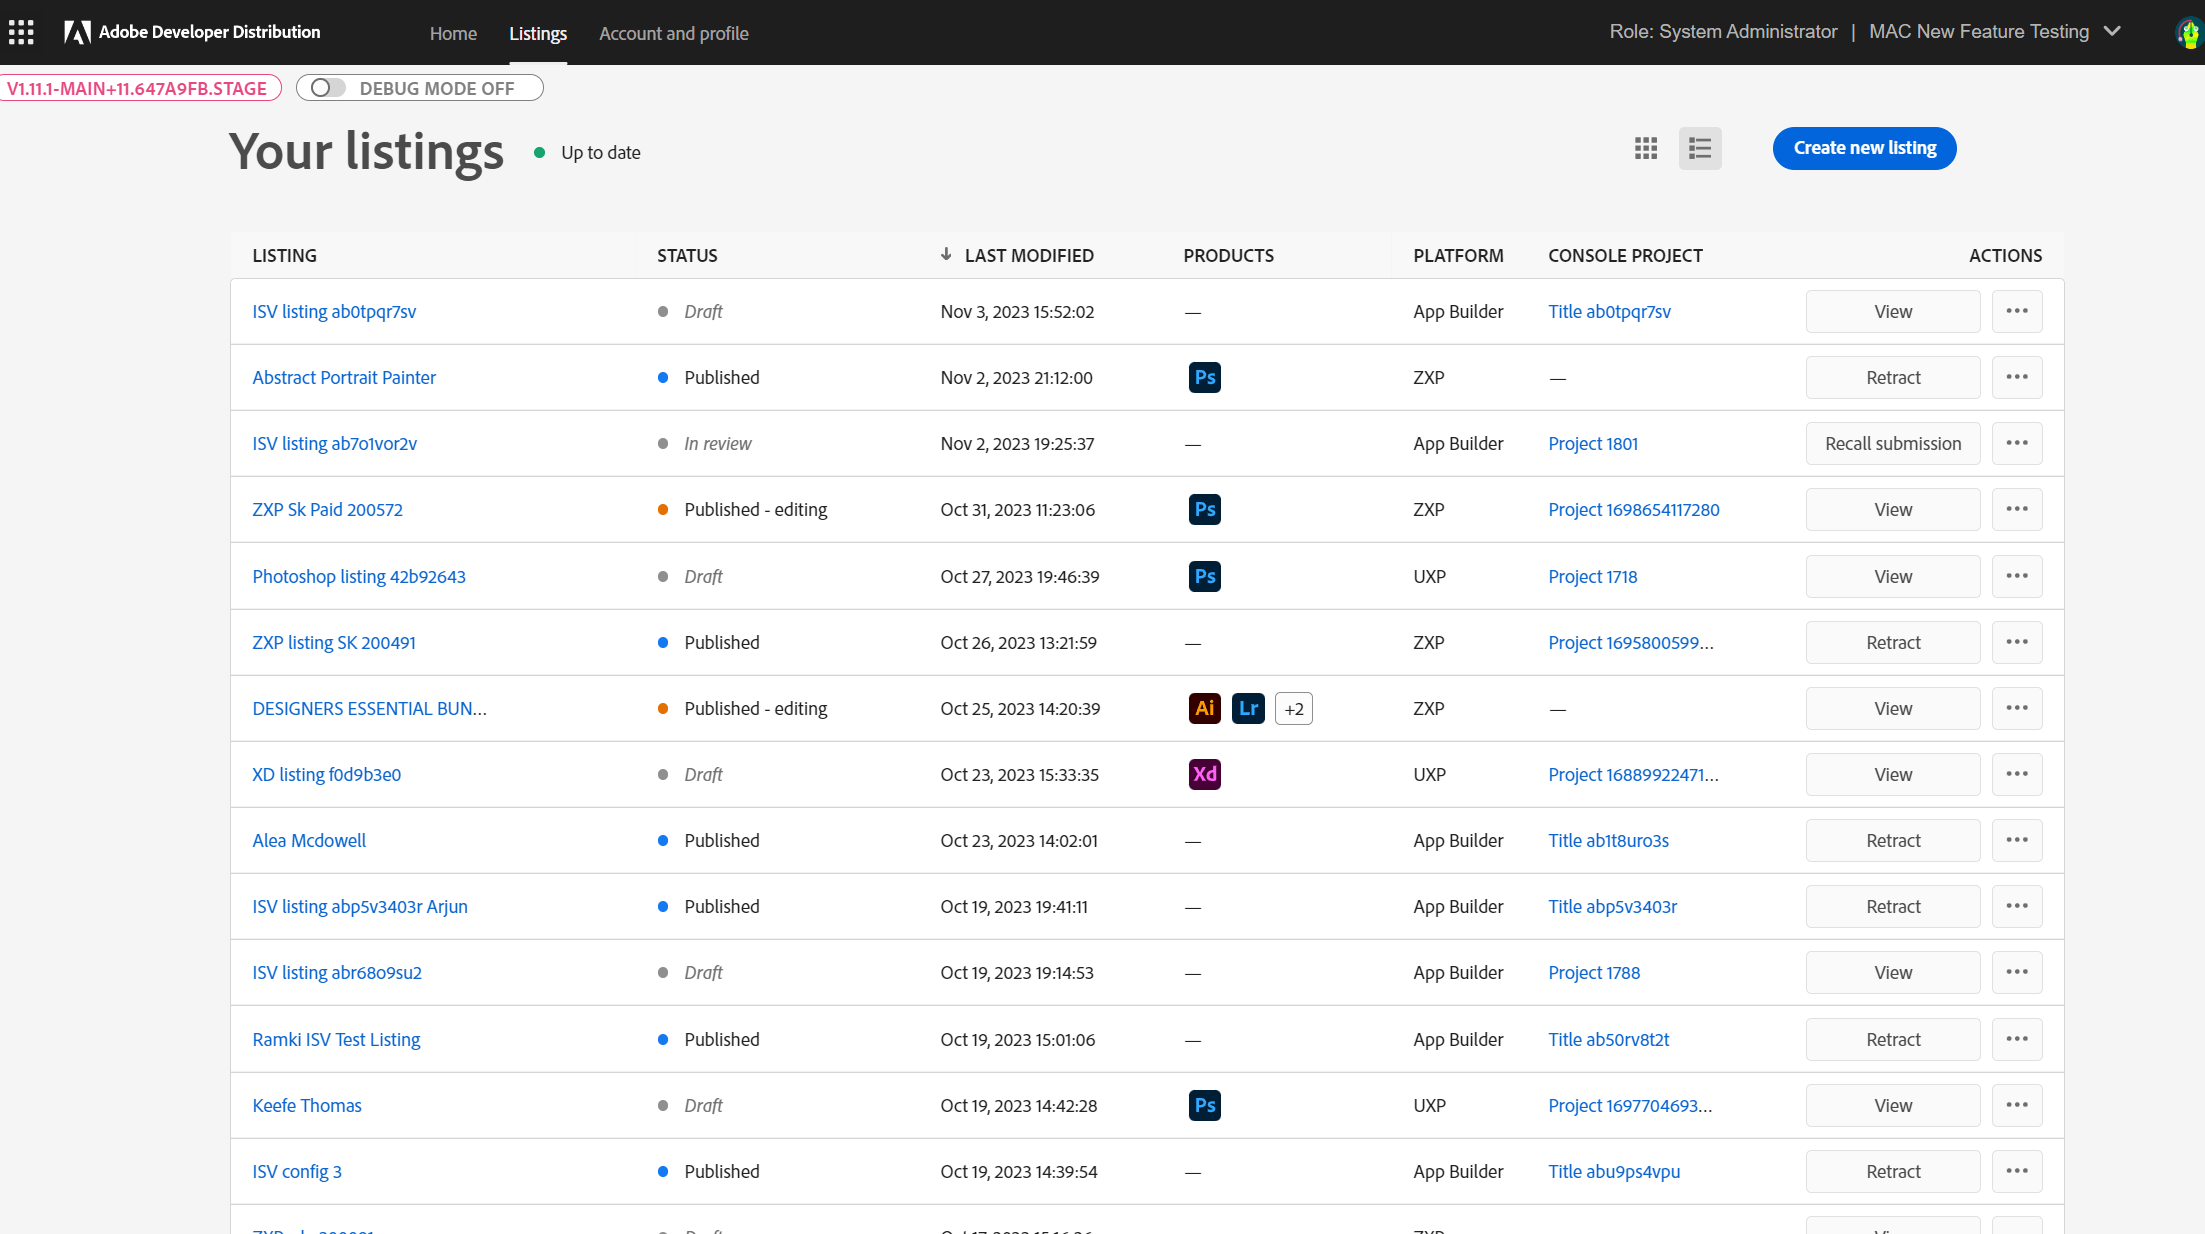 Adobe Developer Distribution Home Listings Account and profile Role: System Administrator | MAC New Feature Testing
V1.11.1-MAIN+11.647A9FB.STAGE DEBUG MODE OFF
Your listings Up to date Create new listing
LISTING STATUS LAST MODIFIED PRODUCTS PLATFORM CONSOLE PROJECT ACTIONS
ISV listing ab0tpqr7sv Draft Nov 3, 2023 15:52:02 — App Builder Title ab0tpqr7sv View
Abstract Portrait Painter Published Nov 2, 2023 21:12:00 Ps ZXP — Retract
ISV listing ab7o1vor2v In review Nov 2, 2023 19:25:37 — App Builder Project 1801 Recall submission
ZXP Sk Paid 200572 Published - editing Oct 31, 2023 11:23:06 Ps ZXP Project 1698654117280 View
Photoshop listing 42b92643 Draft Oct 27, 2023 19:46:39 Ps UXP Project 1718 View
ZXP listing SK 200491 Published Oct 26, 2023 13:21:59 — ZXP Project 1695800599... Retract
DESIGNERS ESSENTIAL BUN... Published - editing Oct 25, 2023 14:20:39 Ai Lr +2 ZXP — View
XD listing f0d9b3e0 Draft Oct 23, 2023 15:33:35 Xd UXP Project 16889922471... View
Alea Mcdowell Published Oct 23, 2023 14:02:01 — App Builder Title ab1t8uro3s Retract
ISV listing abp5v3403r Arjun Published Oct 19, 2023 19:41:11 — App Builder Title abp5v3403r Retract
ISV listing abr68o9su2 Draft Oct 19, 2023 19:14:53 — App Builder Project 1788 View
Ramki ISV Test Listing Published Oct 19, 2023 15:01:06 — App Builder Title ab50rv8t2t Retract
Keefe Thomas Draft Oct 19, 2023 14:42:28 Ps UXP Project 1697704693... View
ISV config 3 Published Oct 19, 2023 14:39:54 — App Builder Title abu9ps4vpu Retract